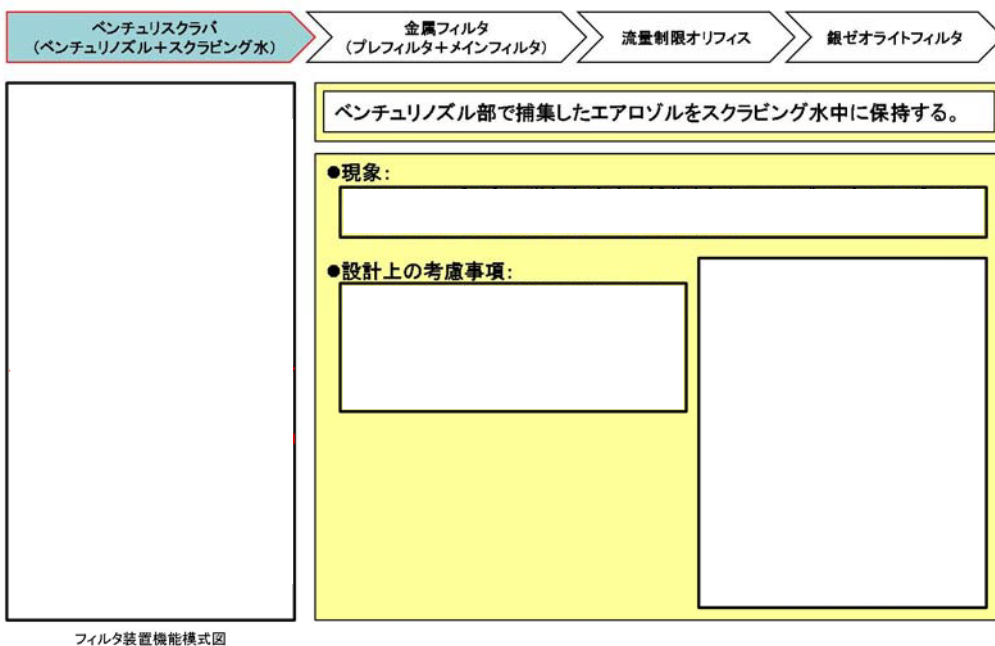 ベンチュリスクラバ
(ベンチュリノズル+スクラビング水)
金属フィルタ
(プレフィルタ+メインフィルタ)
流量制限オリフィス
銀ゼオライトフィルタ
ベンチュリノズル部で捕集したエアロゾルをスクラビング水中に保持する。
●現象:
●設計上の考慮事項:
フィルタ装置機能模式図